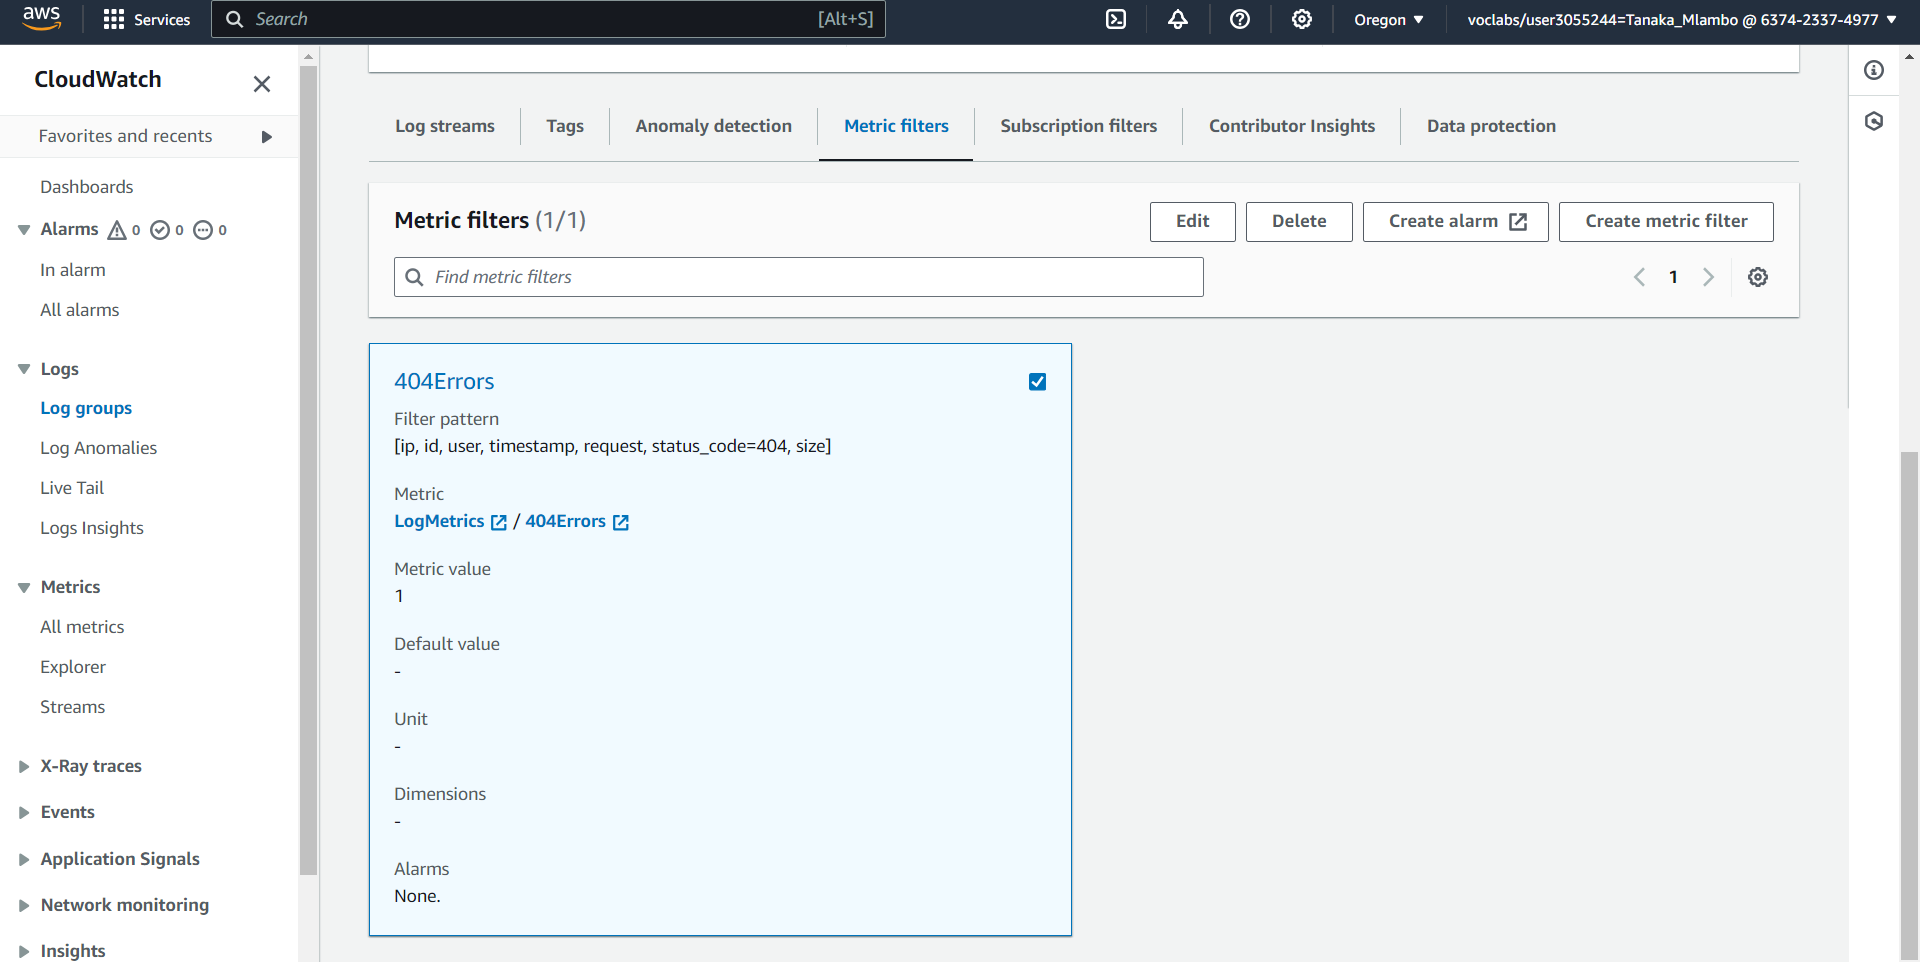 aws
Services
Search
[Alt+S]
Oregon
voclabs/user3055244=Tanaka_Mlambo @ 6374-2337-4977
CloudWatch
Favorites and recents
Dashboards
Alarms 0 0 0
In alarm
All alarms
Logs
Log groups
Log Anomalies
Live Tail
Logs Insights
Metrics
All metrics
Explorer
Streams
X-Ray traces
Events
Application Signals
Network monitoring
Insights
Log streams
Tags
Anomaly detection
Metric filters
Subscription filters
Contributor Insights
Data protection
Metric filters (1/1)
Edit
Delete
Create alarm
Create metric filter
Find metric filters
1
404Errors
Filter pattern
[ip, id, user, timestamp, request, status_code=404, size]
Metric
LogMetrics / 404Errors
Metric value
1
Default value
-
Unit
-
Dimensions
-
Alarms
None.